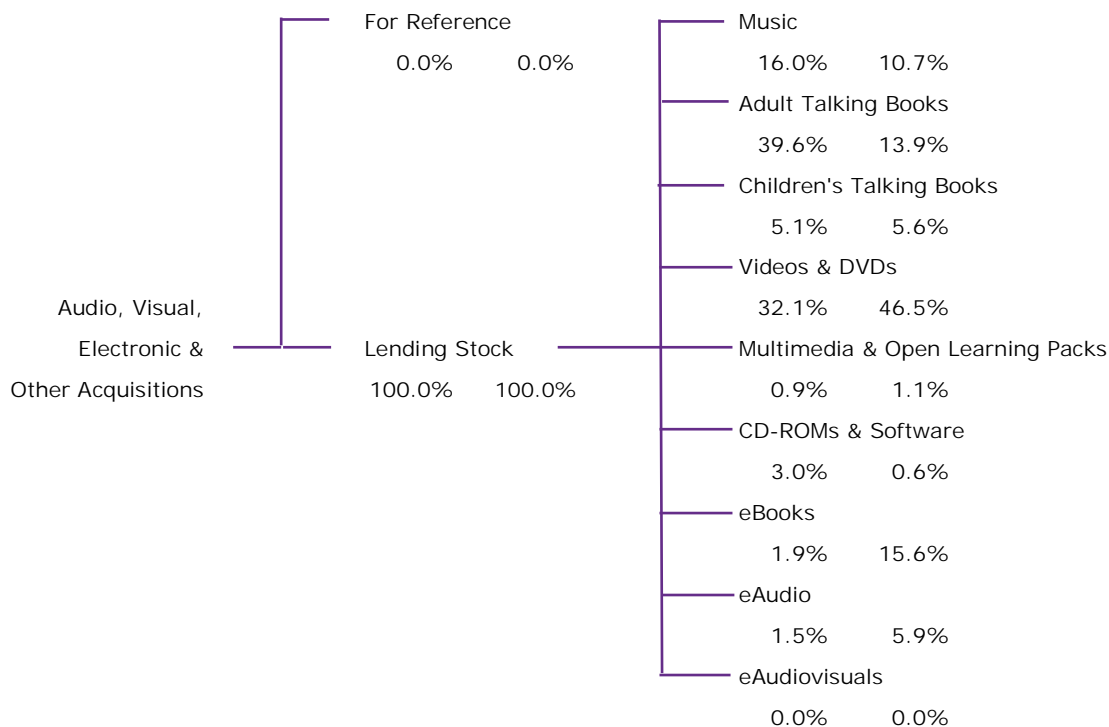 For Reference
0.0% 0.0%
Audio, Visual,
Electronic &
Other Acquisitions
Lending Stock
100.0% 100.0%
Music
16.0% 10.7%
Adult Talking Books
39.6% 13.9%
Children's Talking Books
5.1% 5.6%
Videos & DVDs
32.1% 46.5%
Multimedia & Open Learning Packs
0.9% 1.1%
CD-ROMs & Software
3.0% 0.6%
eBooks
1.9% 15.6%
eAudio
1.5% 5.9%
eAudiovisuals
0.0% 0.0%